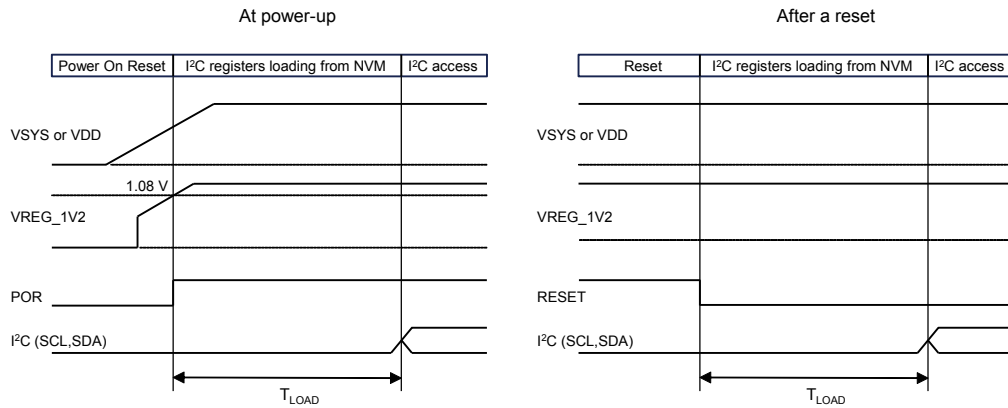 At power-up
After a reset
Power On Reset
I²C registers loading from NVM
I²C access
Reset
I²C registers loading from NVM
I²C access
VSYS or VDD
VSYS or VDD
1.08 V
VREG_1V2
VREG_1V2
POR
RESET
I²C (SCL,SDA)
I²C (SCL,SDA)
TLOAD
TLOAD